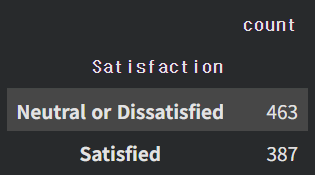 count
Satisfaction
Neutral or Dissatisfied 463
Satisfied 387